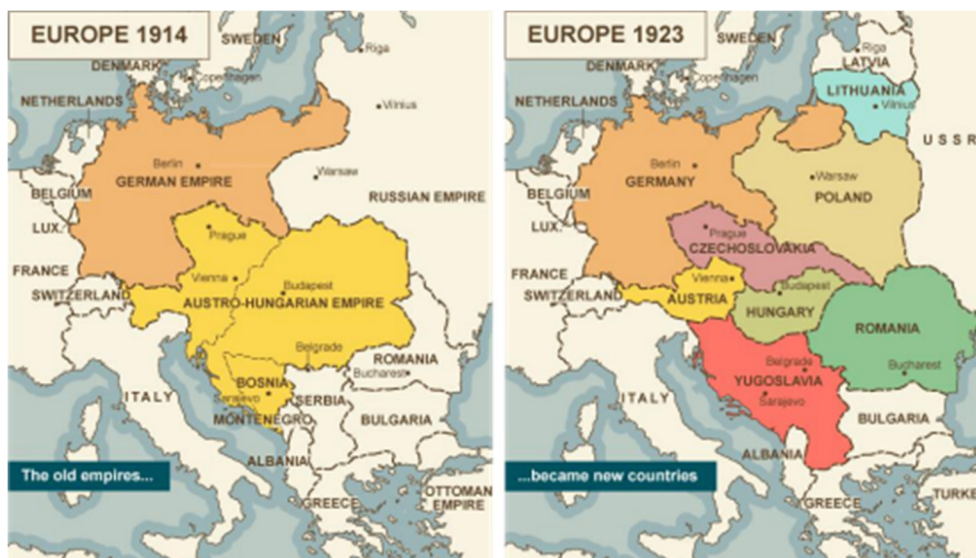 EUROPE 1914
SWEDEN
Riga
DENMARK
Copenhagen
NETHERLANDS
Vilnius
Berlin
GERMAN EMPIRE
Warsaw
BELGIUM
RUSSIAN EMPIRE
LUX.
Prague
FRANCE
Vienna
Budapest
SWITZERLAND
AUSTRO-HUNGARIAN EMPIRE
Belgrade
ROMANIA
Bucharest
BOSNIA
ITALY
Sarajevo
SERBIA
MONTENEGRO
BULGARIA
ALBANIA
The old empires...
OTTOMAN
EMPIRE
GREECE
EUROPE 1923
SWEDEN
Riga
LATVIA
DENMARK
Copenhagen
LITHUANIA
NETHERLANDS
Vilnius
USSR
Berlin
GERMANY
Warsaw
BELGIUM
POLAND
LUX.
Prague
CZECHOSLOVAKIA
FRANCE
Vienna
Budapest
SWITZERLAND
AUSTRIA
HUNGARY
ROMANIA
Belgrade
Bucharest
YUGOSLAVIA
ITALY
Sarajevo
BULGARIA
ALBANIA
...became new countries
TURKE
GREECE